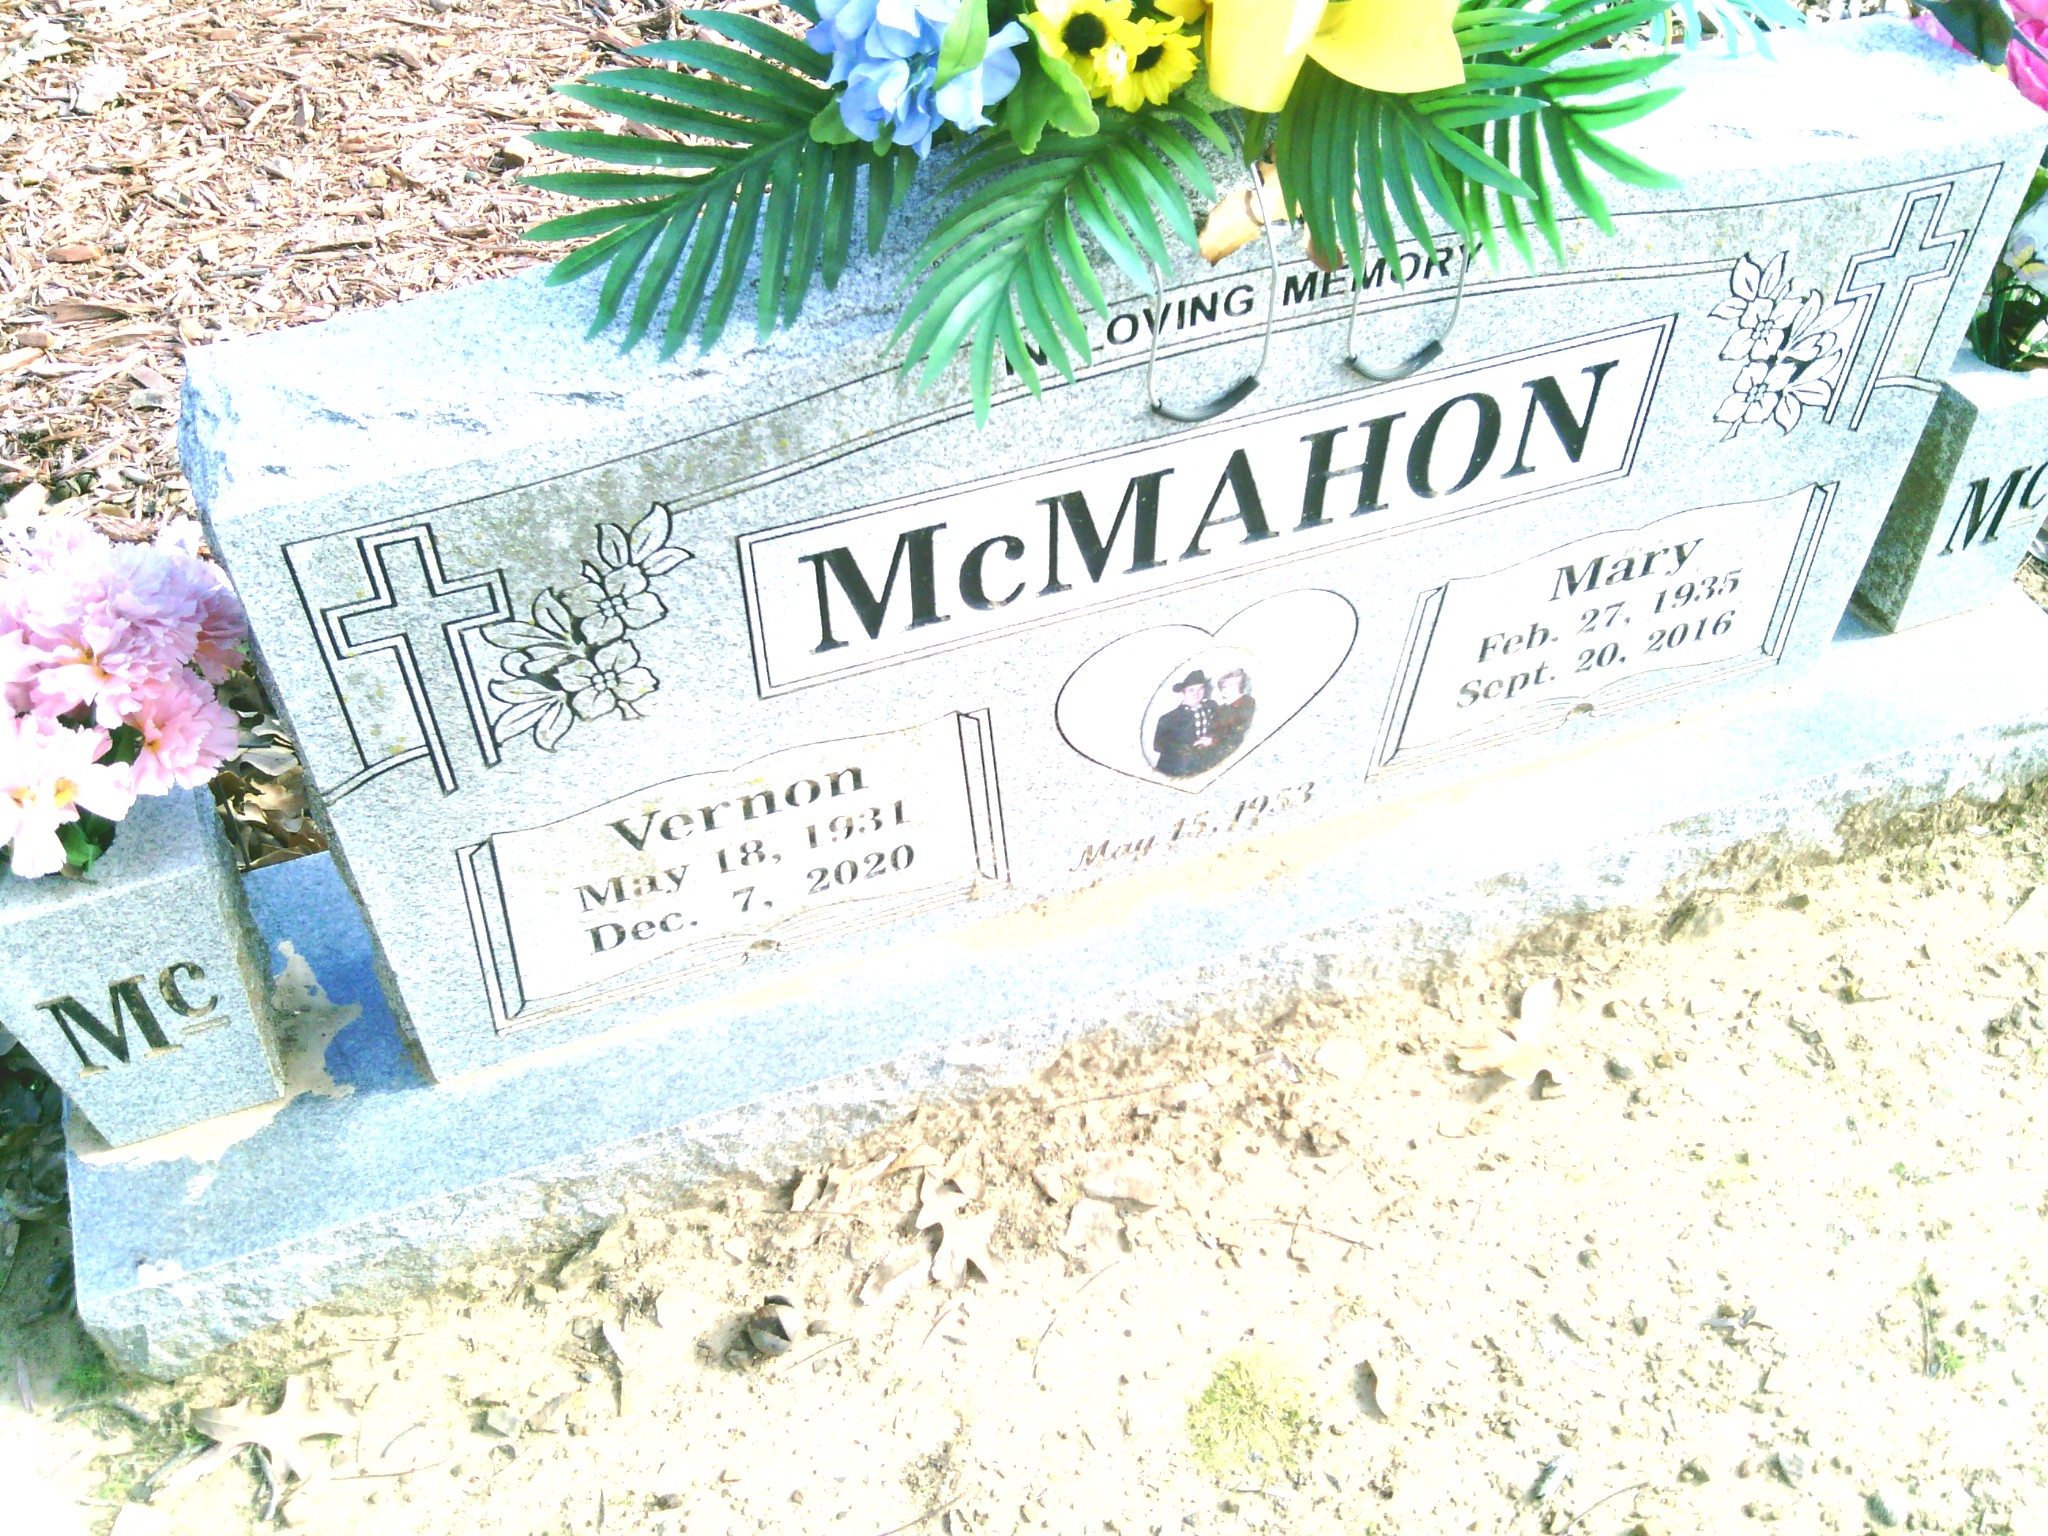 IN LOVING MEMORY
McMAHON
Vernon
May 18, 1931
Dec. 7, 2020
May 15, 1953
Mary
Feb. 27, 1935
Sept. 20, 2016
Mc
Mc